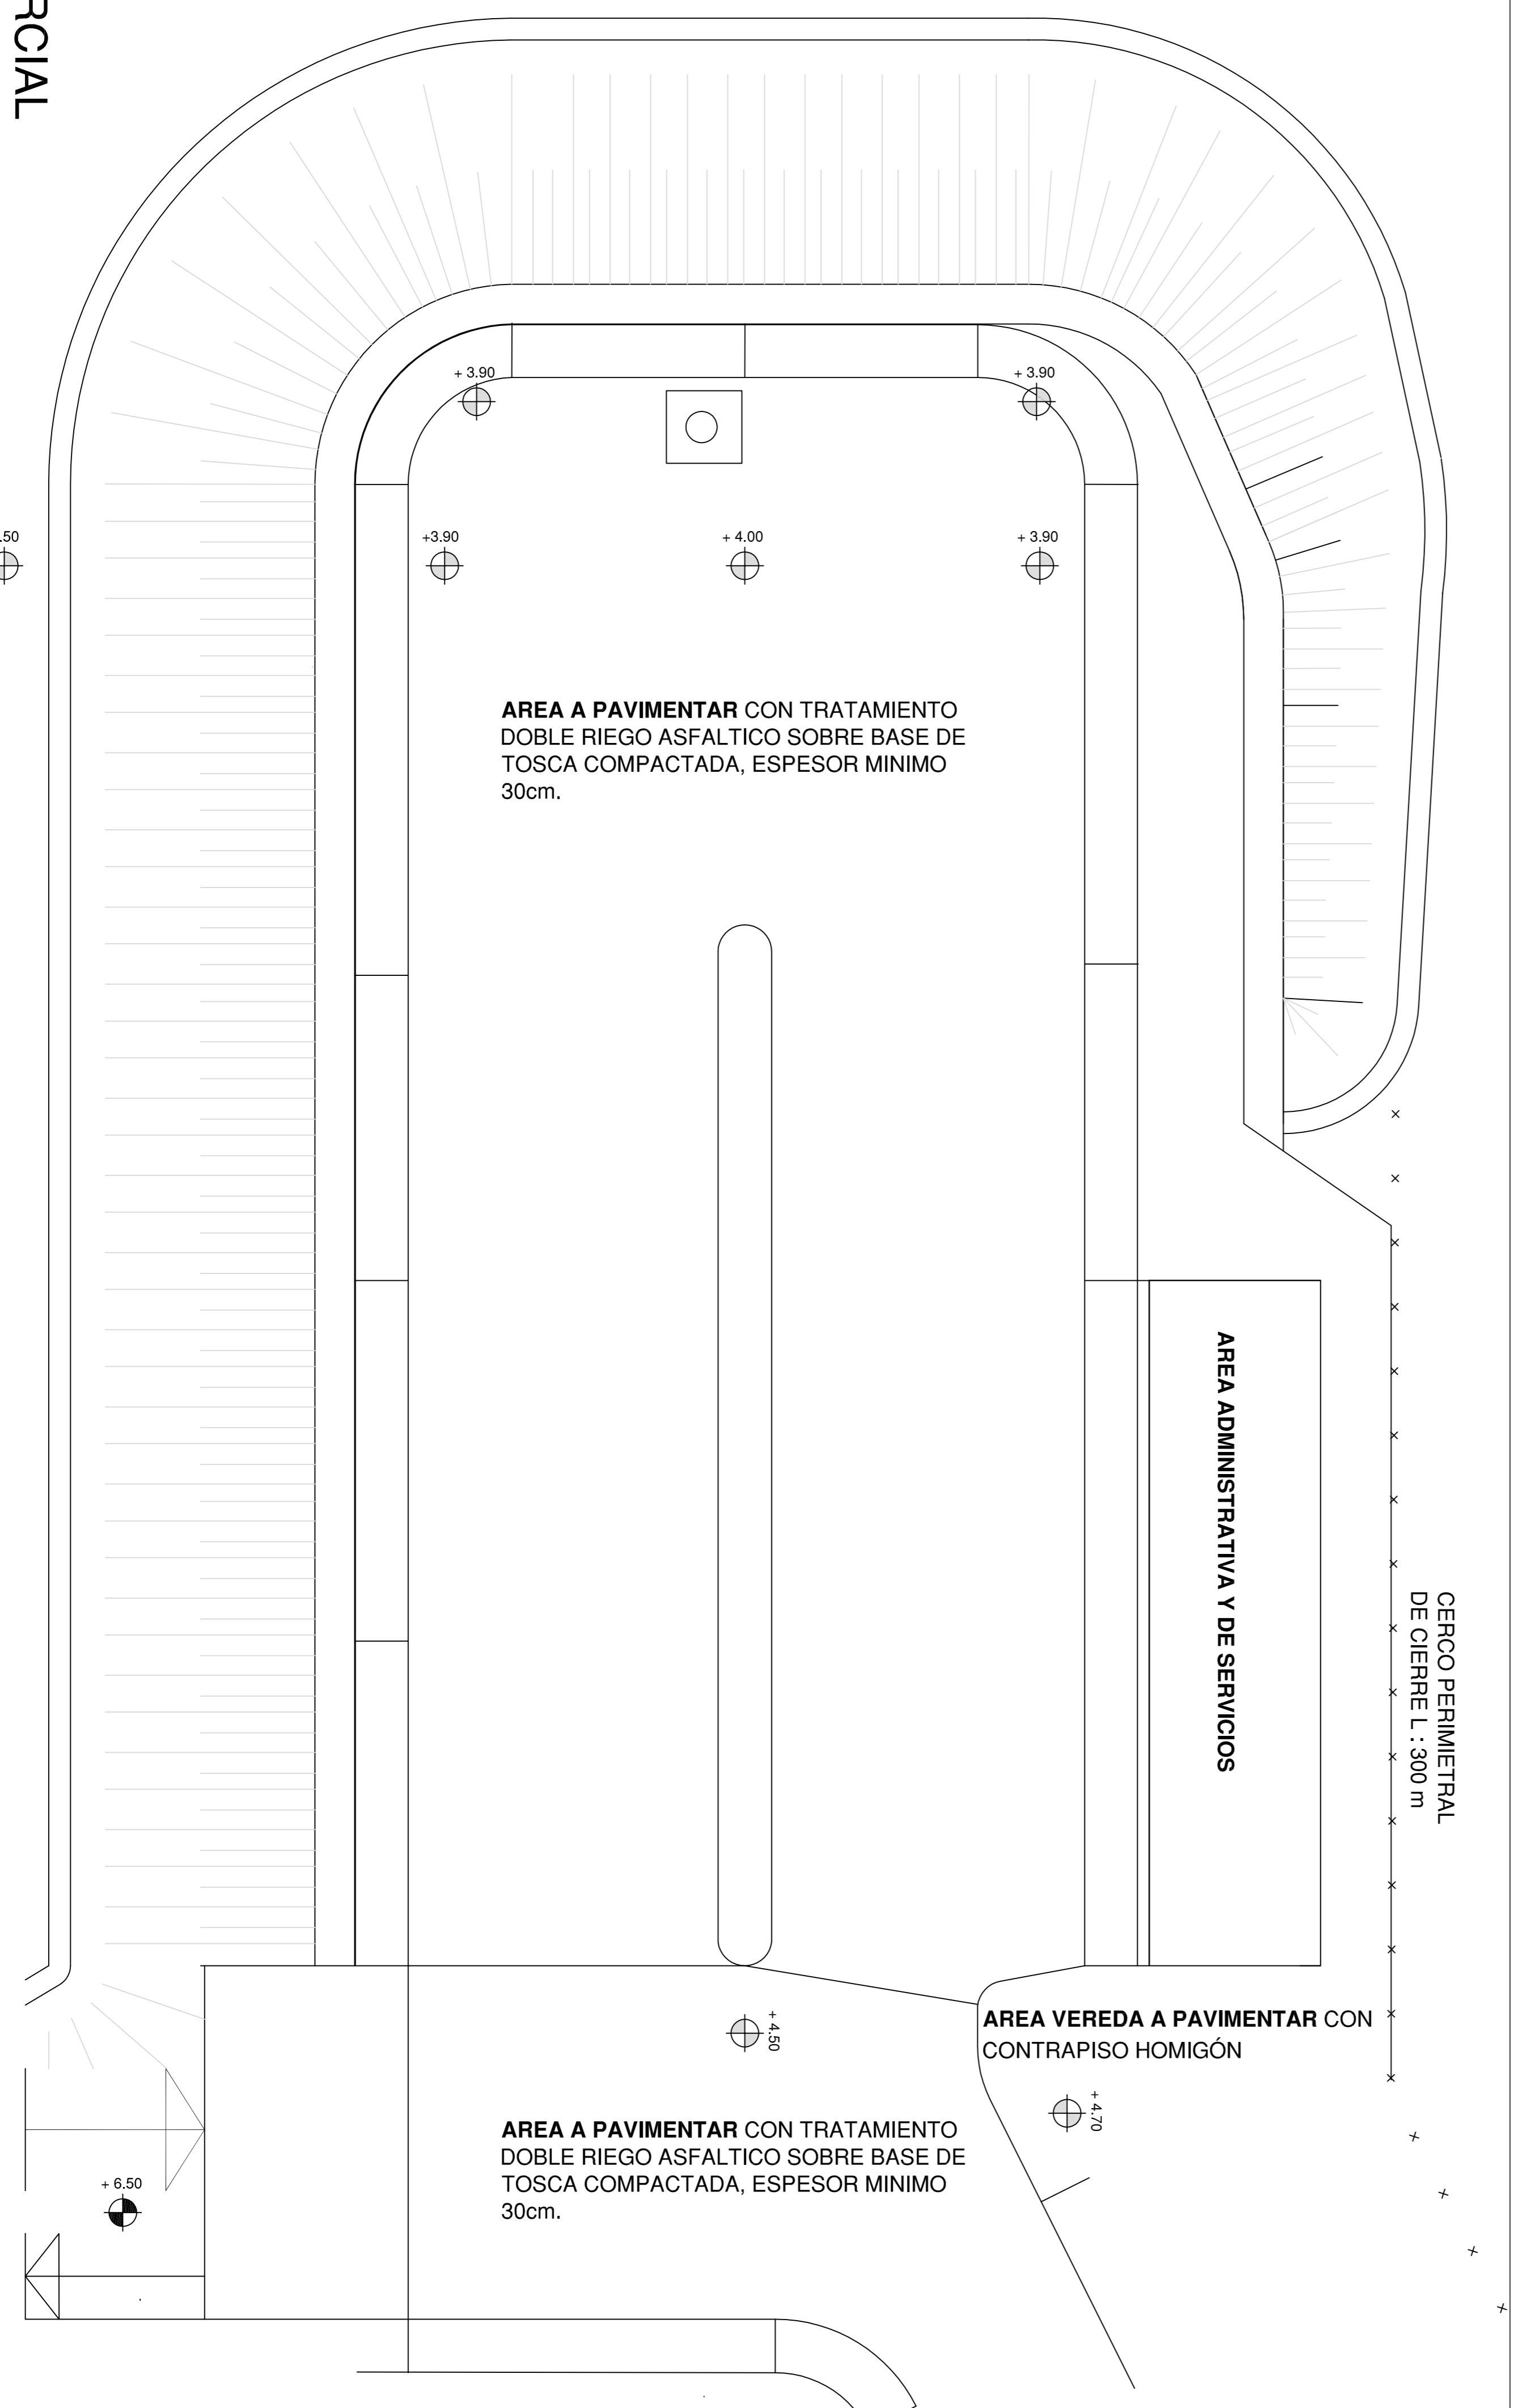 RCIAL
+ 3.90
+ 3.90
.50
+3.90
+ 4.00
+ 3.90
AREA A PAVIMENTAR CON TRATAMIENTO
DOBLE RIEGO ASFALTICO SOBRE BASE DE
TOSCA COMPACTADA, ESPESOR MINIMO
30cm.
AREA ADMINISTRATIVA Y DE SERVICIOS
CERCO PERIMIETRAL
DE CIERRE L : 300 m
+ 4.50
AREA VEREDA A PAVIMENTAR CON
CONTRAPISO HOMIGÓN
+ 4.70
AREA A PAVIMENTAR CON TRATAMIENTO
DOBLE RIEGO ASFALTICO SOBRE BASE DE
TOSCA COMPACTADA, ESPESOR MINIMO
30cm.
+ 6.50